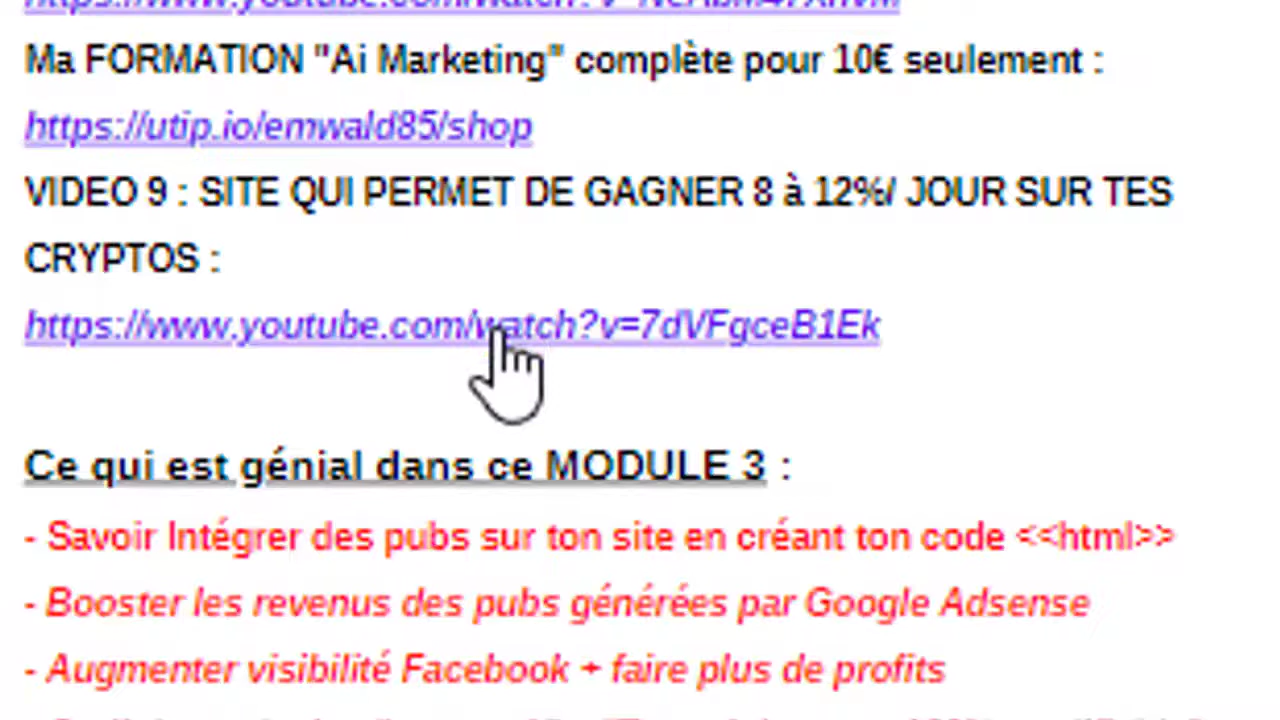 Ma FORMATION "Ai Marketing" complète pour 10€ seulement :
https://utip.io/emwald85/shop
VIDEO 9 : SITE QUI PERMET DE GAGNER 8 à 12%/ JOUR SUR TES
CRYPTOS :
https://www.youtube.com/watch?v=7dVFgceB1Ek
Ce qui est génial dans ce MODULE 3 :
- Savoir Intégrer des pubs sur ton site en créant ton code <<html>>
- Booster les revenus des pubs générées par Google Adsense
- Augmenter visibilité Facebook + faire plus de profits